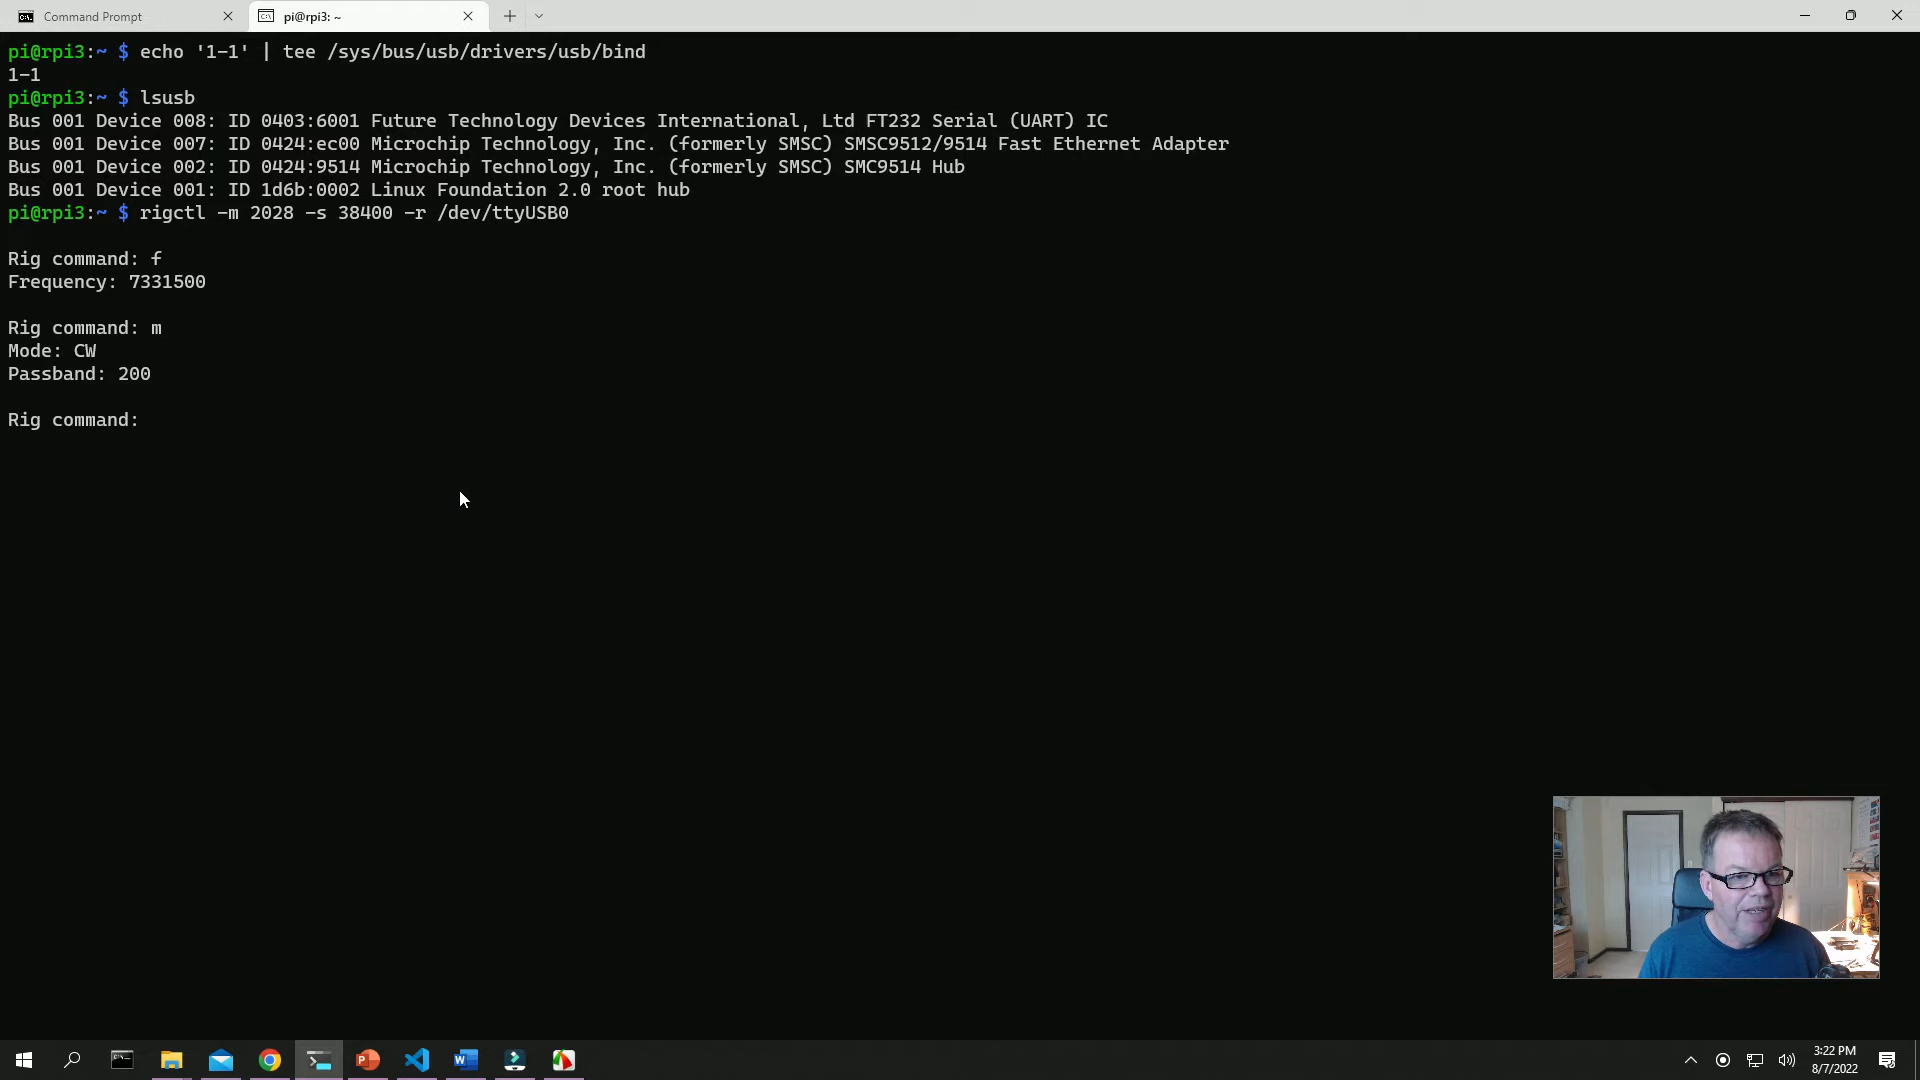 Command Prompt
pi@rpi3: ~
pi@rpi3:~ $ echo '1-1' | tee /sys/bus/usb/drivers/usb/bind
1-1
pi@rpi3:~ $ lsusb
Bus 001 Device 008: ID 0403:6001 Future Technology Devices International, Ltd FT232 Serial (UART) IC
Bus 001 Device 007: ID 0424:ec00 Microchip Technology, Inc. (formerly SMSC) SMSC9512/9514 Fast Ethernet Adapter
Bus 001 Device 002: ID 0424:9514 Microchip Technology, Inc. (formerly SMSC) SMC9514 Hub
Bus 001 Device 001: ID 1d6b:0002 Linux Foundation 2.0 root hub
pi@rpi3:~ $ rigctl -m 2028 -s 38400 -r /dev/ttyUSB0
Rig command: f
Frequency: 7331500
Rig command: m
Mode: CW
Passband: 200
Rig command:
3:22 PM
8/7/2022